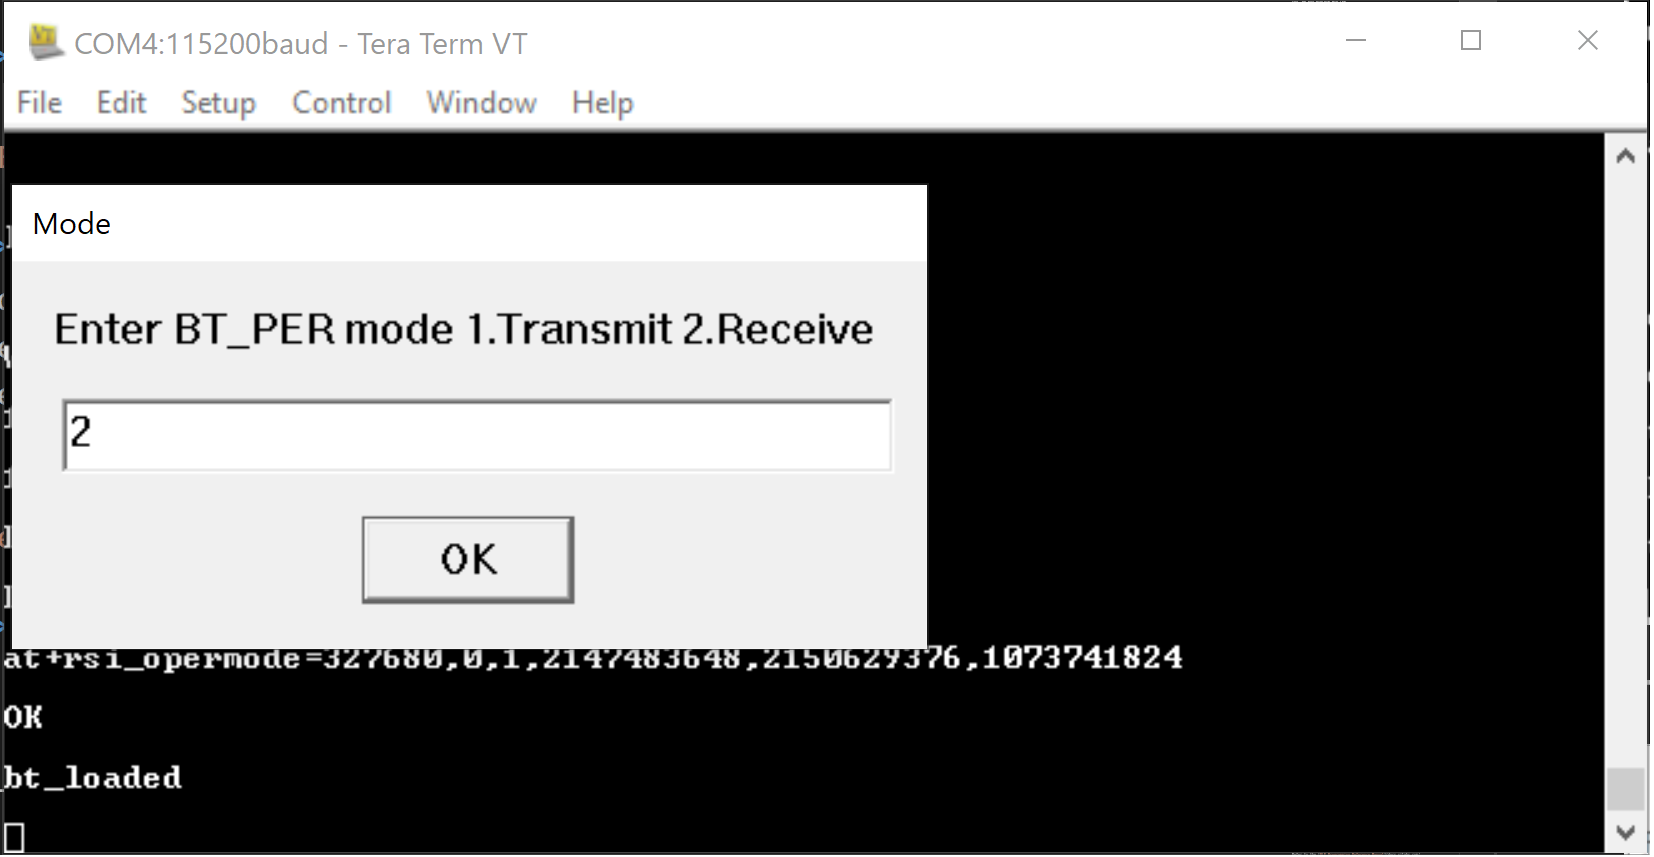 COM4:115200baud - Tera Term VT
File Edit Setup Control Window Help
Mode
Enter BT_PER mode 1.Transmit 2.Receive
2
OK
at+rsi_opermode=327680,0,1,2147483648,2150629376,1073741824
OK
bt_loaded